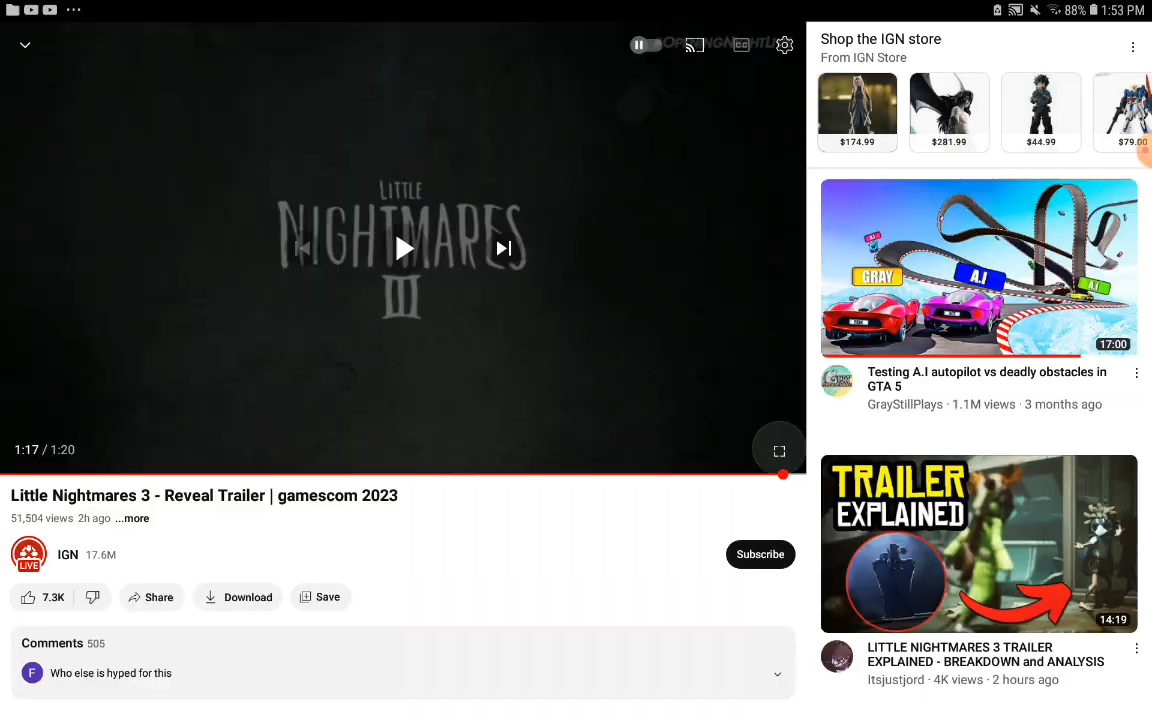 88% 1:53 PM
#OPENINGNIGHTLIVE
CC
LITTLE
NIGHTMARES
III
1:17 / 1:20
Little Nightmares 3 - Reveal Trailer | gamescom 2023
51,504 views 2h ago ...more
LIVE
IGN 17.6M
Subscribe
7.3K
Share
Download
Save
Comments 505
F
Who else is hyped for this
Shop the IGN store
From IGN Store
$174.99
$281.99
$44.99
$79.00
A.I
GRAY
A.I
A.I
17:00
Testing A.I autopilot vs deadly obstacles in
GTA 5
GrayStillPlays · 1.1M views · 3 months ago
TRAILER
EXPLAINED
14:19
LITTLE NIGHTMARES 3 TRAILER
EXPLAINED - BREAKDOWN and ANALYSIS
Itsjustjord · 4K views · 2 hours ago